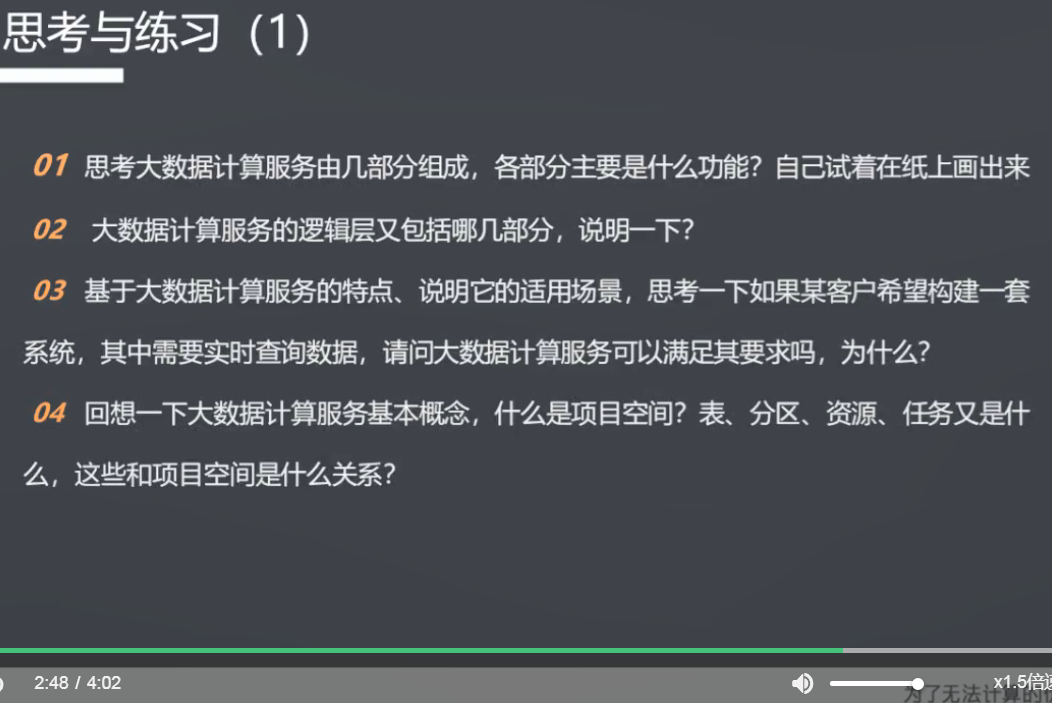 思考与练习（1）
01 思考大数据计算服务由几部分组成，各部分主要是什么功能？自己试着在纸上画出来
02 大数据计算服务的逻辑层又包括哪几部分，说明一下？
03 基于大数据计算服务的特点、说明它的适用场景，思考一下如果某客户希望构建一套
系统，其中需要实时查询数据，请问大数据计算服务可以满足其要求吗，为什么？
04 回想一下大数据计算服务基本概念，什么是项目空间？表、分区、资源、任务又是什
么，这些和项目空间是什么关系？
2:48 / 4:02
x1.5倍速
为了无法计算的